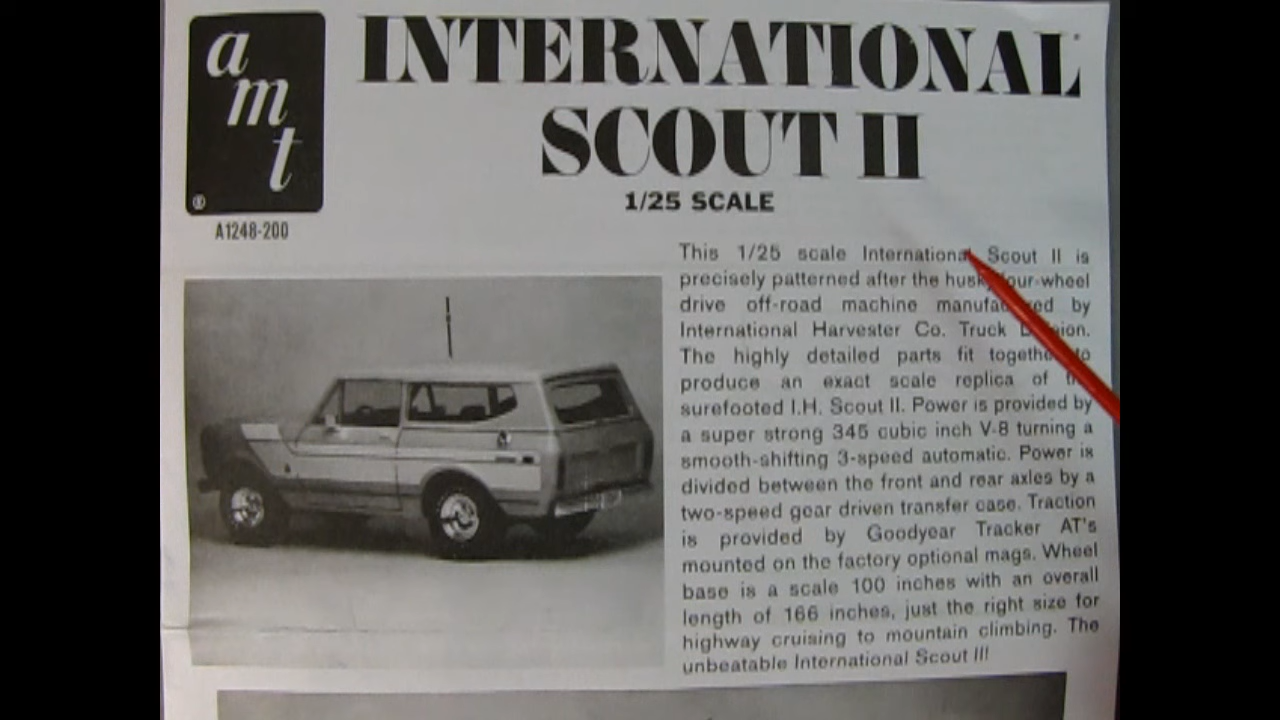 amt
®
A1248-200
INTERNATIONAL
SCOUT II
1/25 SCALE
This 1/25 scale International Scout II is
precisely patterned after the husky four-wheel
drive off-road machine manufactured by
International Harvester Co. Truck Division.
The highly detailed parts fit together to
produce an exact scale replica of the
surefooted I.H. Scout II. Power is provided by
a super strong 345 cubic inch V-8 turning a
smooth-shifting 3-speed automatic. Power is
divided between the front and rear axles by a
two-speed gear driven transfer case. Traction
is provided by Goodyear Tracker AT's
mounted on the factory optional mags. Wheel
base is a scale 100 inches with an overall
length of 166 inches, just the right size for
highway cruising to mountain climbing. The
unbeatable International Scout II!